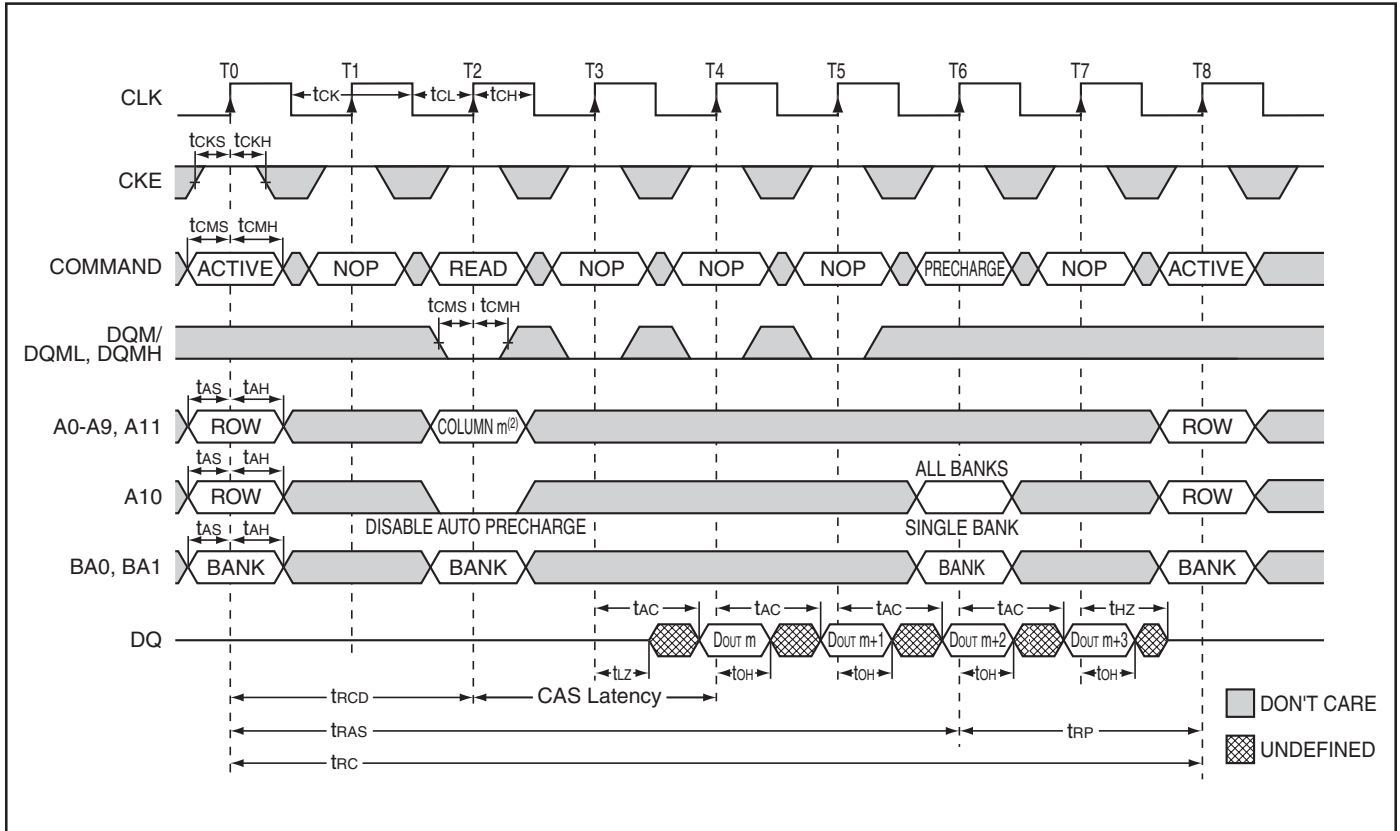 T0 T1 T2 T3 T4 T5 T6 T7 T8
CLK tCK tCL tCH
tCKS tCKH
CKE
tCMS tCMH
COMMAND ACTIVE NOP READ NOP NOP NOP PRECHARGE NOP ACTIVE
tCMS tCMH
DQM/
DQML, DQMH
tAS tAH
A0-A9, A11 ROW COLUMN m(2) ROW
tAS tAH ALL BANKS
A10 ROW ROW
tAS tAH DISABLE AUTO PRECHARGE SINGLE BANK
BA0, BA1 BANK BANK BANK BANK
tAC tAC tAC tAC tHZ
DQ DOUT m DOUT m+1 DOUT m+2 DOUT m+3
tLZ tOH tOH tOH tOH
tRCD CAS Latency
DON'T CARE
tRAS tRP
UNDEFINED
tRC